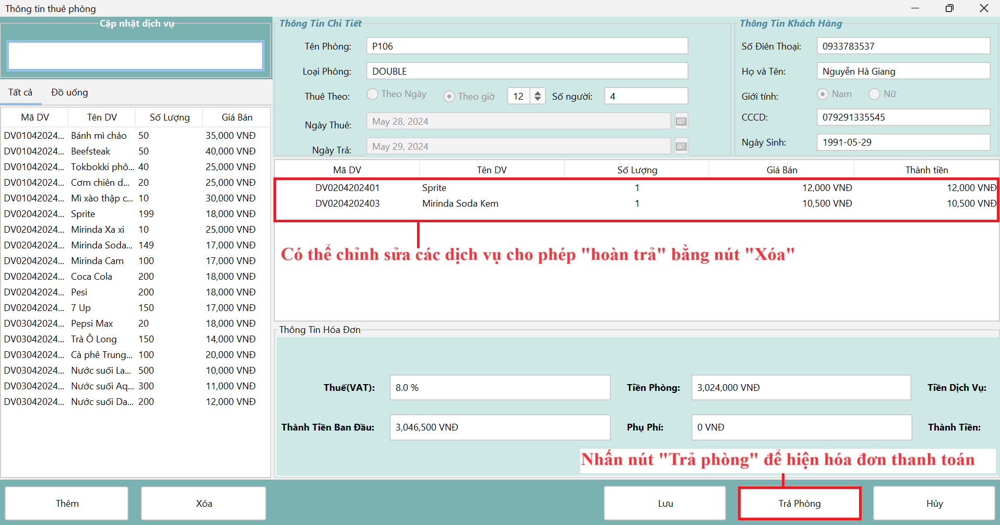 Thông tin thuê phòng
Cập nhật dịch vụ
Tất cả Đồ uống
Mã DV Tên DV Số Lượng Giá Bán
DV01042024... Bánh mì chảo 50 35,000 VNĐ
DV01042024... Beefsteak 50 40,000 VNĐ
DV01042024... Tokbokki phô... 40 25,000 VNĐ
DV01042024... Cơm chiên d... 20 25,000 VNĐ
DV01042024... Mì xào thập c... 10 30,000 VNĐ
DV02042024... Sprite 199 18,000 VNĐ
DV02042024... Mirinda Xa xi 10 25,000 VNĐ
DV02042024... Mirinda Soda... 149 17,000 VNĐ
DV02042024... Mirinda Cam 100 17,000 VNĐ
DV02042024... Coca Cola 200 18,000 VNĐ
DV02042024... Pesi 200 18,000 VNĐ
DV02042024... 7 Up 150 17,000 VNĐ
DV03042024... Pepsi Max 20 18,000 VNĐ
DV03042024... Trà Ô Long 150 14,000 VNĐ
DV03042024... Cà phê Trung... 100 20,000 VNĐ
DV03042024... Nước suối La... 500 10,000 VNĐ
DV03042024... Nước suối Aq... 300 11,000 VNĐ
DV03042024... Nước suối Da... 200 12,000 VNĐ
Thông Tin Chi Tiết
Tên Phòng: P106
Loại Phòng: DOUBLE
Thuê Theo: Theo Ngày Theo giờ 12 Số người: 4
Ngày Thuê: May 28, 2024
Ngày Trả: May 29, 2024
Thông Tin Khách Hàng
Số Điên Thoại: 0933783537
Họ và Tên: Nguyễn Hà Giang
Giới tính: Nam Nữ
CCCD: 079291335545
Ngày Sinh: 1991-05-29
Mã DV Tên DV Số Lượng Giá Bán Thành tiền
DV0204202401 Sprite 1 12,000 VNĐ 12,000 VNĐ
DV0204202403 Mirinda Soda Kem 1 10,500 VNĐ 10,500 VNĐ
Có thể chỉnh sửa các dịch vụ cho phép "hoàn trả" bằng nút "Xóa"
Thông Tin Hóa Đơn
Thuế(VAT): 8.0 % Tiền Phòng: 3,024,000 VNĐ Tiền Dịch Vụ:
Thành Tiền Ban Đầu: 3,046,500 VNĐ Phụ Phí: 0 VNĐ Thành Tiền:
Nhấn nút "Trả phòng" để hiện hóa đơn thanh toán
Thêm Xóa Lưu Trả Phòng Hủy